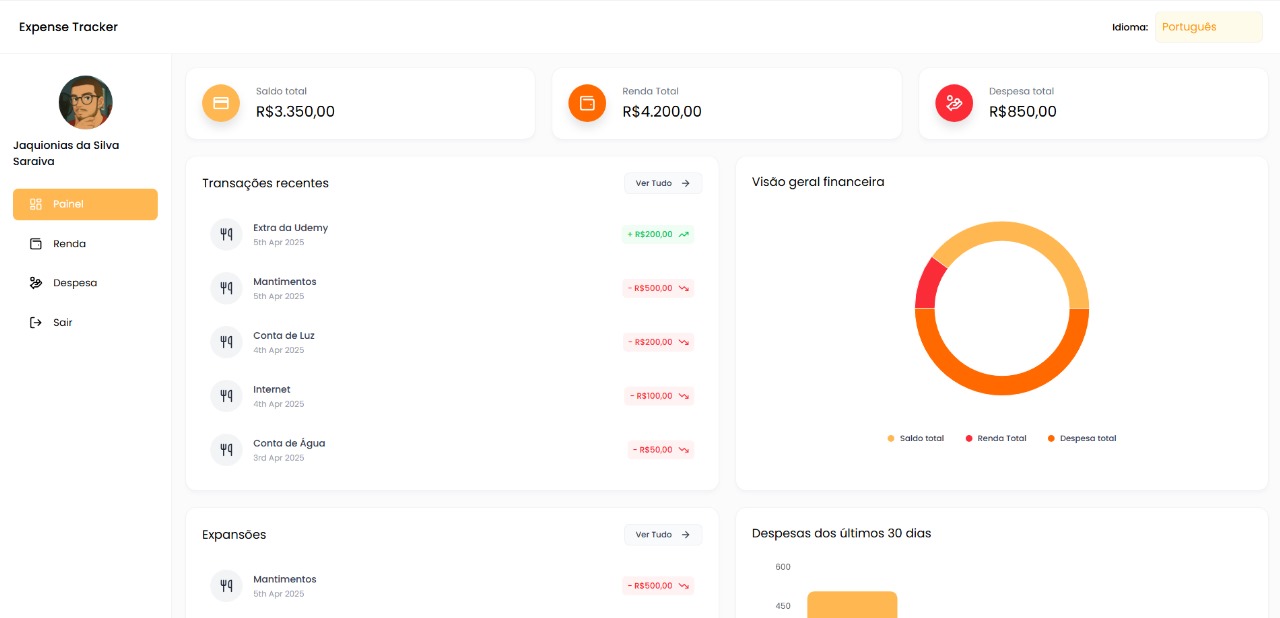 Expense Tracker
Idioma:
Português
Jaquionias da Silva
Saraiva
Painel
Renda
Despesa
Sair
Saldo total
R$3.350,00
Renda Total
R$4.200,00
Despesa total
R$850,00
Transações recentes
Ver Tudo
Extra da Udemy
5th Apr 2025
+ R$200,00
Mantimentos
5th Apr 2025
- R$500,00
Conta de Luz
4th Apr 2025
- R$200,00
Internet
4th Apr 2025
- R$100,00
Conta de Água
3rd Apr 2025
- R$50,00
Visão geral financeira
Saldo total
Renda Total
Despesa total
Expansões
Ver Tudo
Mantimentos
5th Apr 2025
- R$500,00
Despesas dos últimos 30 dias
600
450